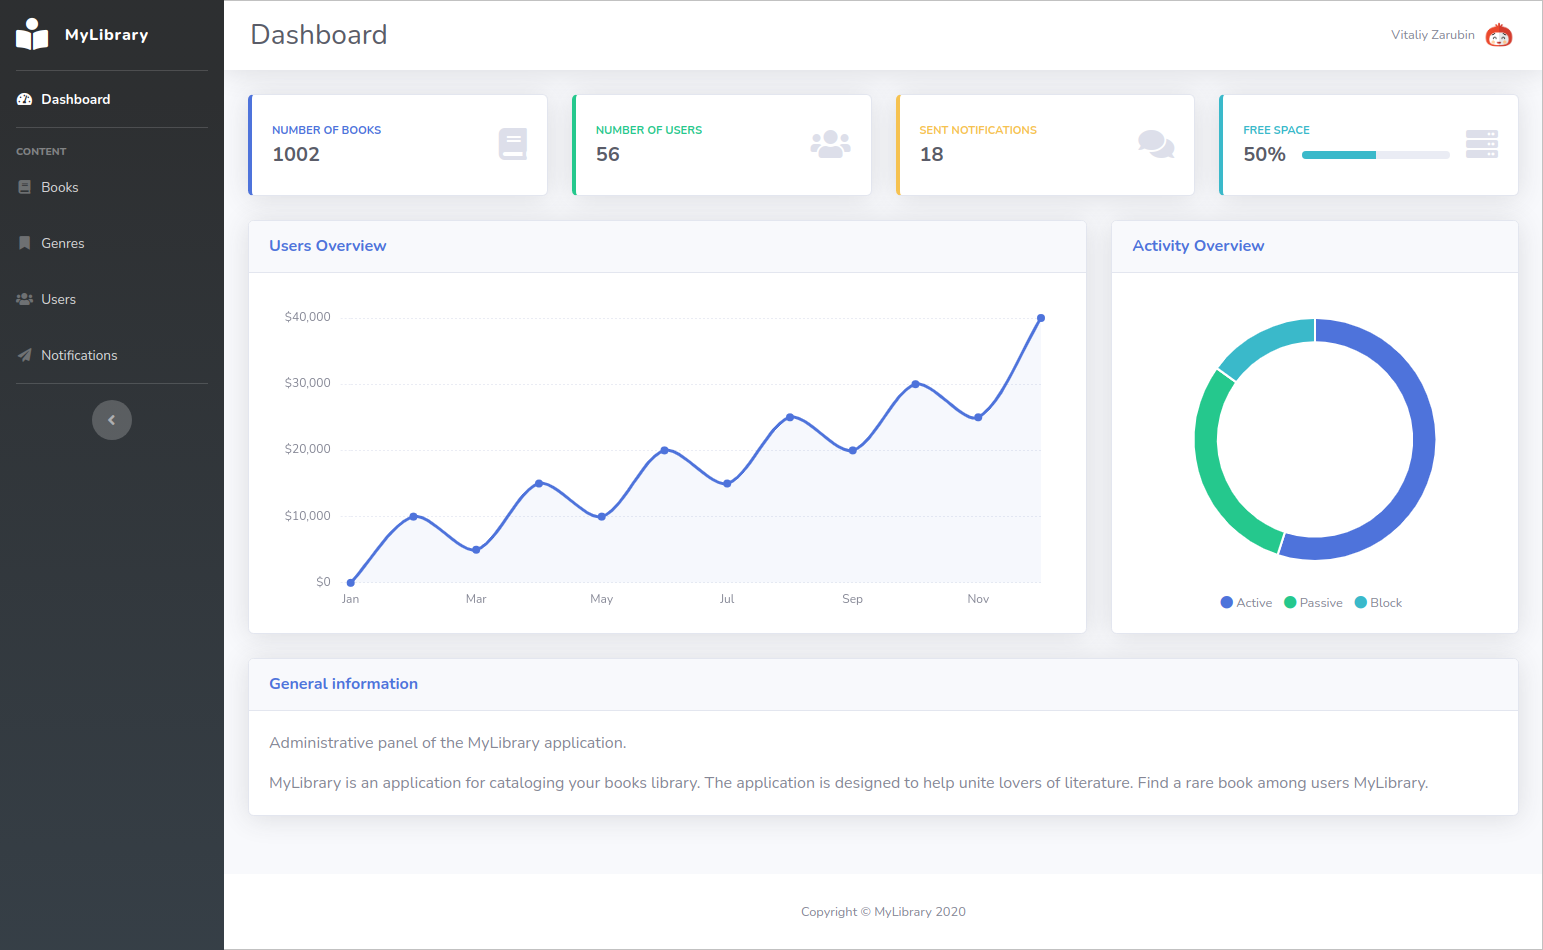 MyLibrary
Dashboard
CONTENT
Books
Genres
Users
Notifications
Dashboard
Vitaliy Zarubin
NUMBER OF BOOKS
1002
NUMBER OF USERS
56
SENT NOTIFICATIONS
18
FREE SPACE
50%
Users Overview
$40,000
$30,000
$20,000
$10,000
$0
Jan Mar May Jul Sep Nov
Activity Overview
Active Passive Block
General information
Administrative panel of the MyLibrary application.
MyLibrary is an application for cataloging your books library. The application is designed to help unite lovers of literature. Find a rare book among users MyLibrary.
Copyright © MyLibrary 2020